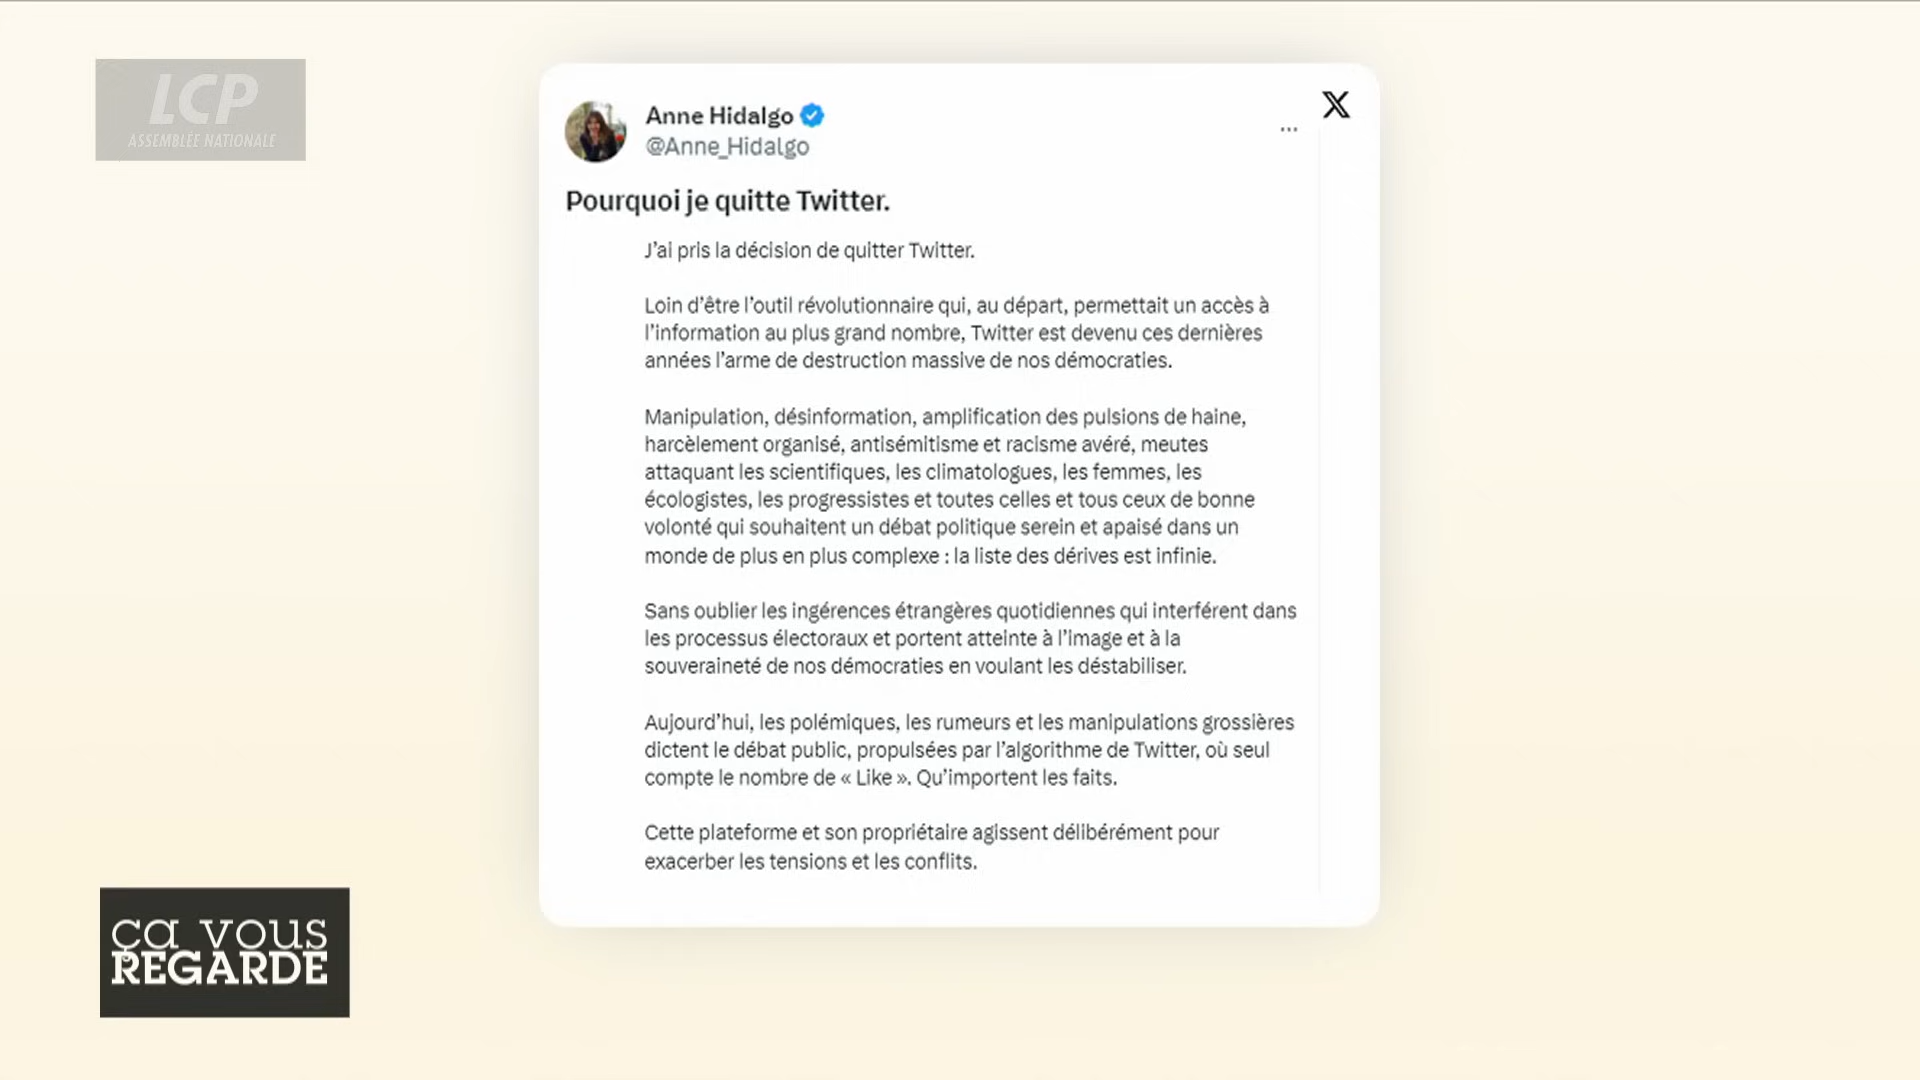 LCP
ASSEMBLÉE NATIONALE
Anne Hidalgo
@Anne_Hidalgo
Pourquoi je quitte Twitter.
J’ai pris la décision de quitter Twitter.
Loin d’être l’outil révolutionnaire qui, au départ, permettait un accès à
l’information au plus grand nombre, Twitter est devenu ces dernières
années l’arme de destruction massive de nos démocraties.
Manipulation, désinformation, amplification des pulsions de haine,
harcèlement organisé, antisémitisme et racisme avéré, meutes
attaquant les scientifiques, les climatologues, les femmes, les
écologistes, les progressistes et toutes celles et tous ceux de bonne
volonté qui souhaitent un débat politique serein et apaisé dans un
monde de plus en plus complexe : la liste des dérives est infinie.
Sans oublier les ingérences étrangères quotidiennes qui interférent dans
les processus électoraux et portent atteinte à l’image et à la
souveraineté de nos démocraties en voulant les déstabiliser.
Aujourd’hui, les polémiques, les rumeurs et les manipulations grossières
dictent le débat public, propulsées par l’algorithme de Twitter, où seul
compte le nombre de « Like ». Qu’importent les faits.
Cette plateforme et son propriétaire agissent délibérément pour
exacerber les tensions et les conflits.
ça vous
REGARDE